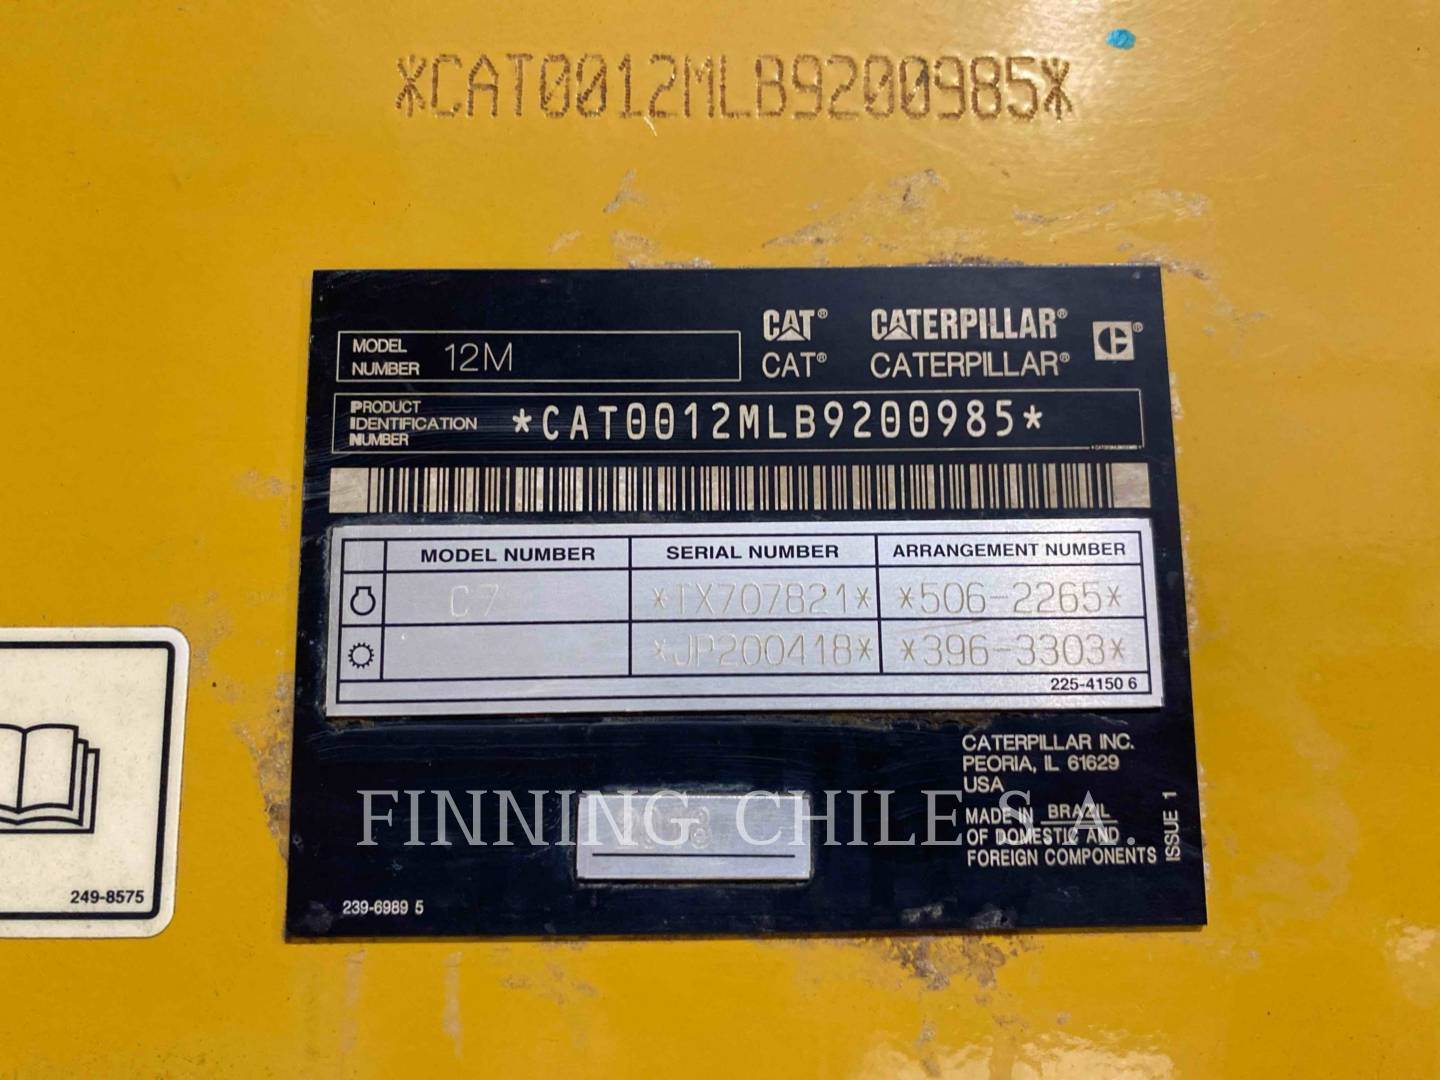 *CAT0012MLB9200985*
CAT® CATERPILLAR® ®
MODEL NUMBER 12M
CAT® CATERPILLAR®
PRODUCT IDENTIFICATION NUMBER *CAT0012MLB9200985*
MODEL NUMBER SERIAL NUMBER ARRANGEMENT NUMBER
C7 *TX707821* *506-2265*
*JP200418* *396-3303*
225-4150 6
CATERPILLAR INC.
PEORIA, IL 61629
USA
MADE IN BRAZIL
OF DOMESTIC AND
FOREIGN COMPONENTS
ISSUE 1
FINNING CHILE S.A.
239-6989 5
249-8575